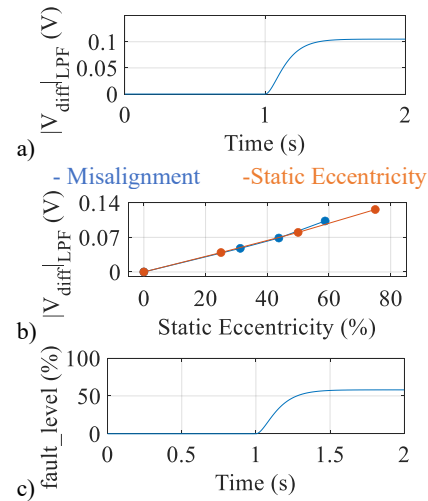 |V_diff|_LPF (V)
0.1
0.05
0
0 1 2
Time (s)
a)
- Misalignment -Static Eccentricity
|V_diff|_LPF (V)
0.14
0.07
0
0 20 40 60 80
Static Eccentricity (%)
b)
fault_level (%)
100
50
0
0 0.5 1 1.5 2
Time (s)
c)